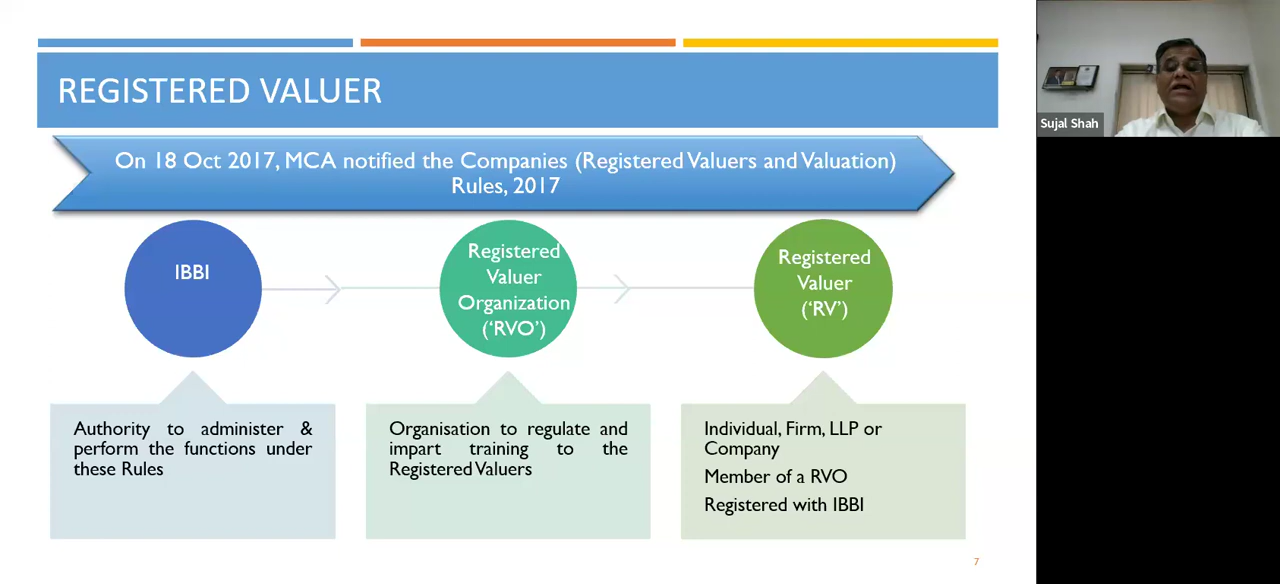 REGISTERED VALUER
On 18 Oct 2017, MCA notified the Companies (Registered Valuers and Valuation)
Rules, 2017
IBBI
Registered
Valuer
Organization
(‘RVO’)
Registered
Valuer
(‘RV’)
Authority to administer &
perform the functions under
these Rules
Organisation to regulate and
impart training to the
Registered Valuers
Individual, Firm, LLP or
Company
Member of a RVO
Registered with IBBI
7
Sujal Shah